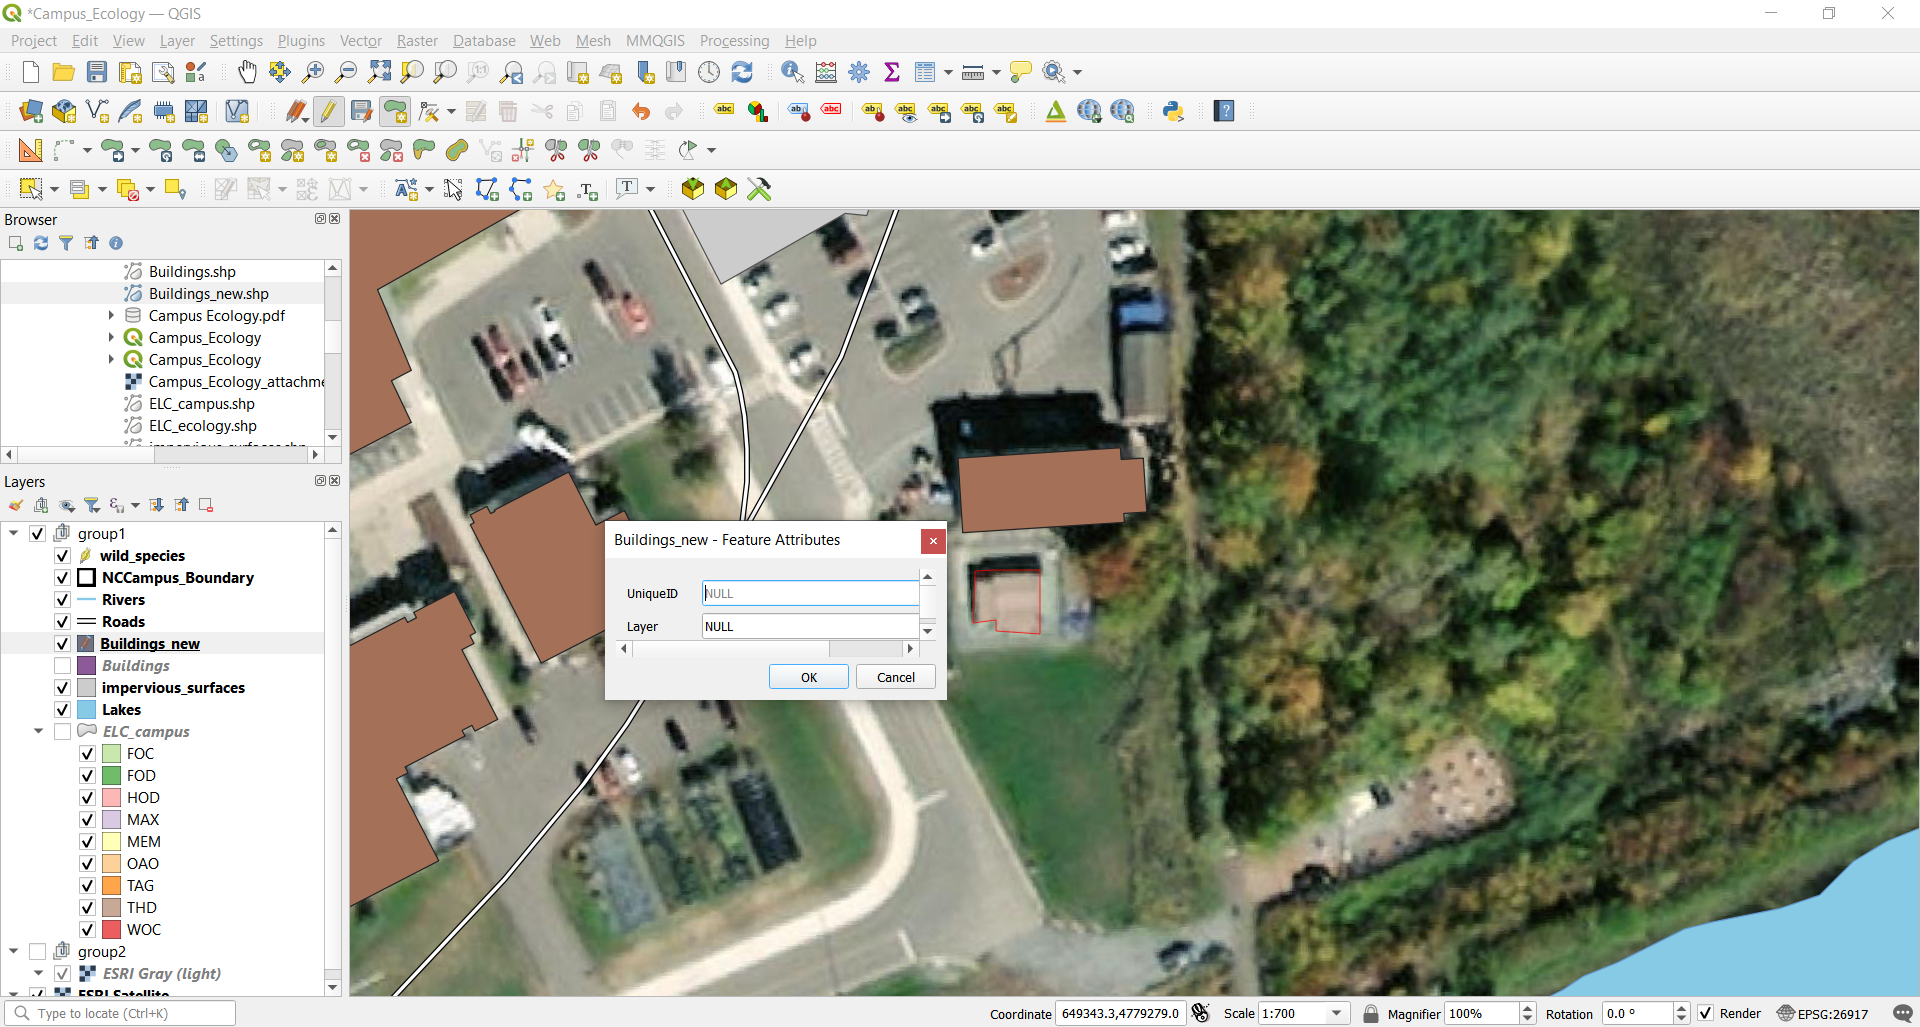 *Campus_Ecology — QGIS
Project Edit View Layer Settings Plugins Vector Raster Database Web Mesh MMQGIS Processing Help
Browser
Buildings.shp
Buildings_new.shp
Campus Ecology.pdf
Campus_Ecology
Campus_Ecology
Campus_Ecology_attachme
ELC_campus.shp
ELC_ecology.shp
impervious_surfaces.shp
Layers
group1
wild_species
NCCampus_Boundary
Rivers
Roads
Buildings_new
Buildings
impervious_surfaces
Lakes
ELC_campus
FOC
FOD
HOD
MAX
MEM
OAO
TAG
THD
WOC
group2
ESRI Gray (light)
ESRI Satellite
Buildings_new - Feature Attributes
UniqueID NULL
Layer NULL
OK Cancel
Type to locate (Ctrl+K) Coordinate 649343.3,4779279.0 Scale 1:700 Magnifier 100% Rotation 0.0 ° Render EPSG:26917